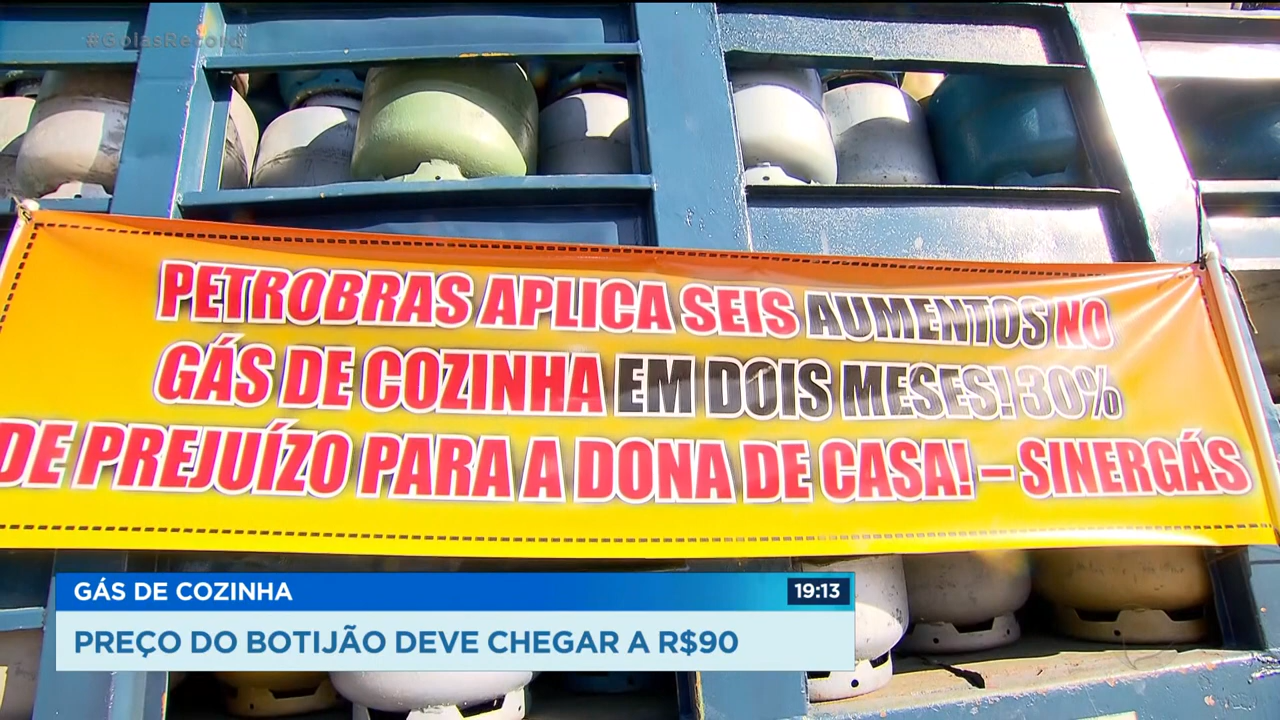 #GoiasRecord
PETROBRAS APLICA SEIS AUMENTOS NO
GÁS DE COZINHA EM DOIS MESES! 30%
DE PREJUÍZO PARA A DONA DE CASA! – SINERGÁS
GÁS DE COZINHA
19:13
PREÇO DO BOTIJÃO DEVE CHEGAR A R$90